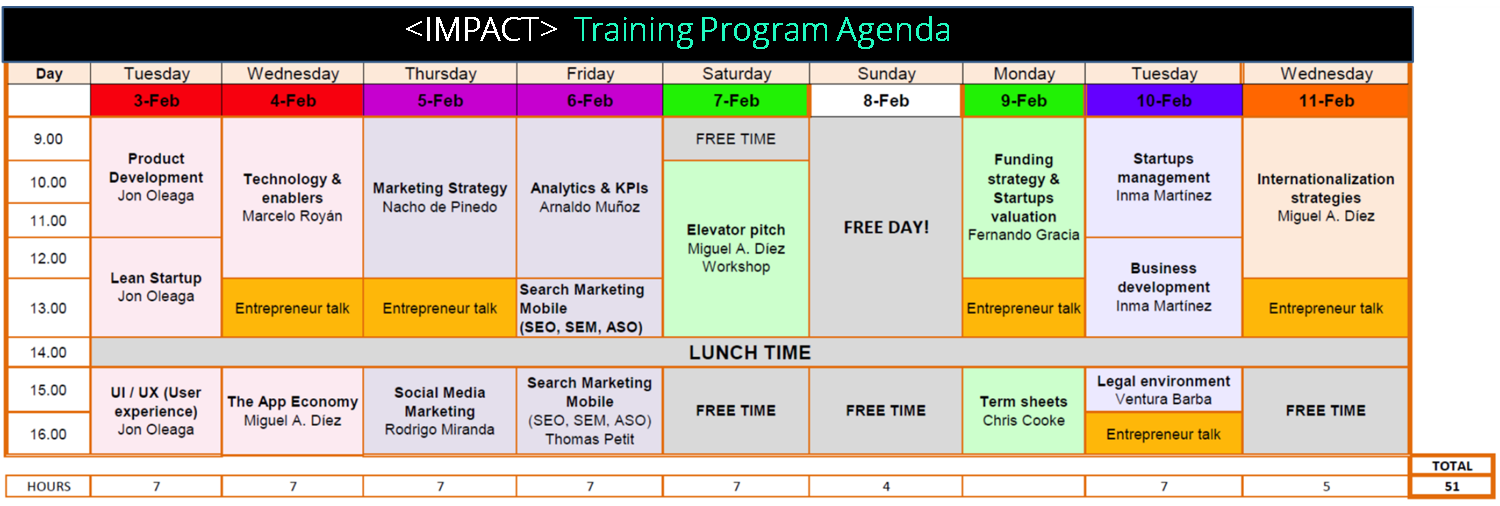 <IMPACT> Training Program Agenda
Day Tuesday Wednesday Thursday Friday Saturday Sunday Monday Tuesday Wednesday
3-Feb 4-Feb 5-Feb 6-Feb 7-Feb 8-Feb 9-Feb 10-Feb 11-Feb
9.00
10.00
11.00
12.00
13.00
14.00
15.00
16.00
Product
Development
Jon Oleaga
Lean Startup
Jon Oleaga
Technology &
enablers
Marcelo Royán
Entrepreneur talk
Marketing Strategy
Nacho de Pinedo
Entrepreneur talk
Analytics & KPIs
Arnaldo Muñoz
Search Marketing
Mobile
(SEO, SEM, ASO)
FREE TIME
Elevator pitch
Miguel A. Díez
Workshop
FREE DAY!
Funding
strategy &
Startups
valuation
Fernando Gracia
Entrepreneur talk
Startups
management
Inma Martínez
Business
development
Inma Martínez
Internationalization
strategies
Miguel A. Díez
Entrepreneur talk
LUNCH TIME
UI / UX (User
experience)
Jon Oleaga
The App Economy
Miguel A. Díez
Social Media
Marketing
Rodrigo Miranda
Search Marketing
Mobile
(SEO, SEM, ASO)
Thomas Petit
FREE TIME
FREE TIME
Term sheets
Chris Cooke
Legal environment
Ventura Barba
Entrepreneur talk
FREE TIME
TOTAL
HOURS 7 7 7 7 7 4 7 5 51